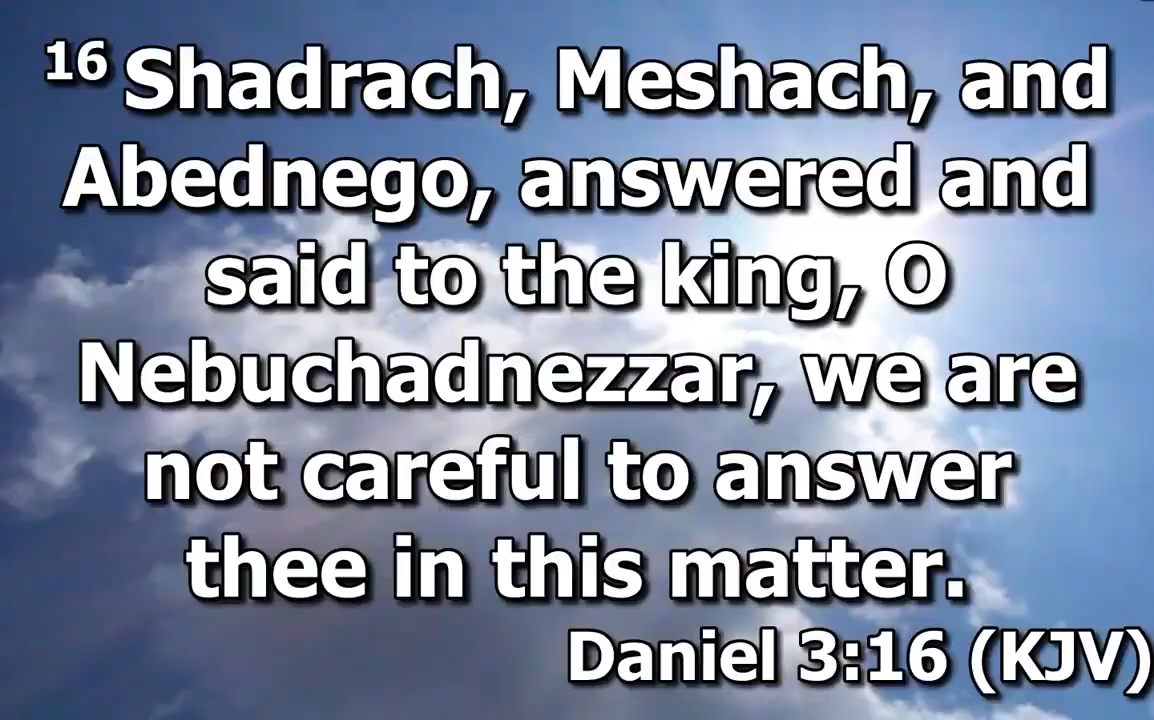 16 Shadrach, Meshach, and
Abednego, answered and
said to the king, O
Nebuchadnezzar, we are
not careful to answer
thee in this matter.
Daniel 3:16 (KJV)